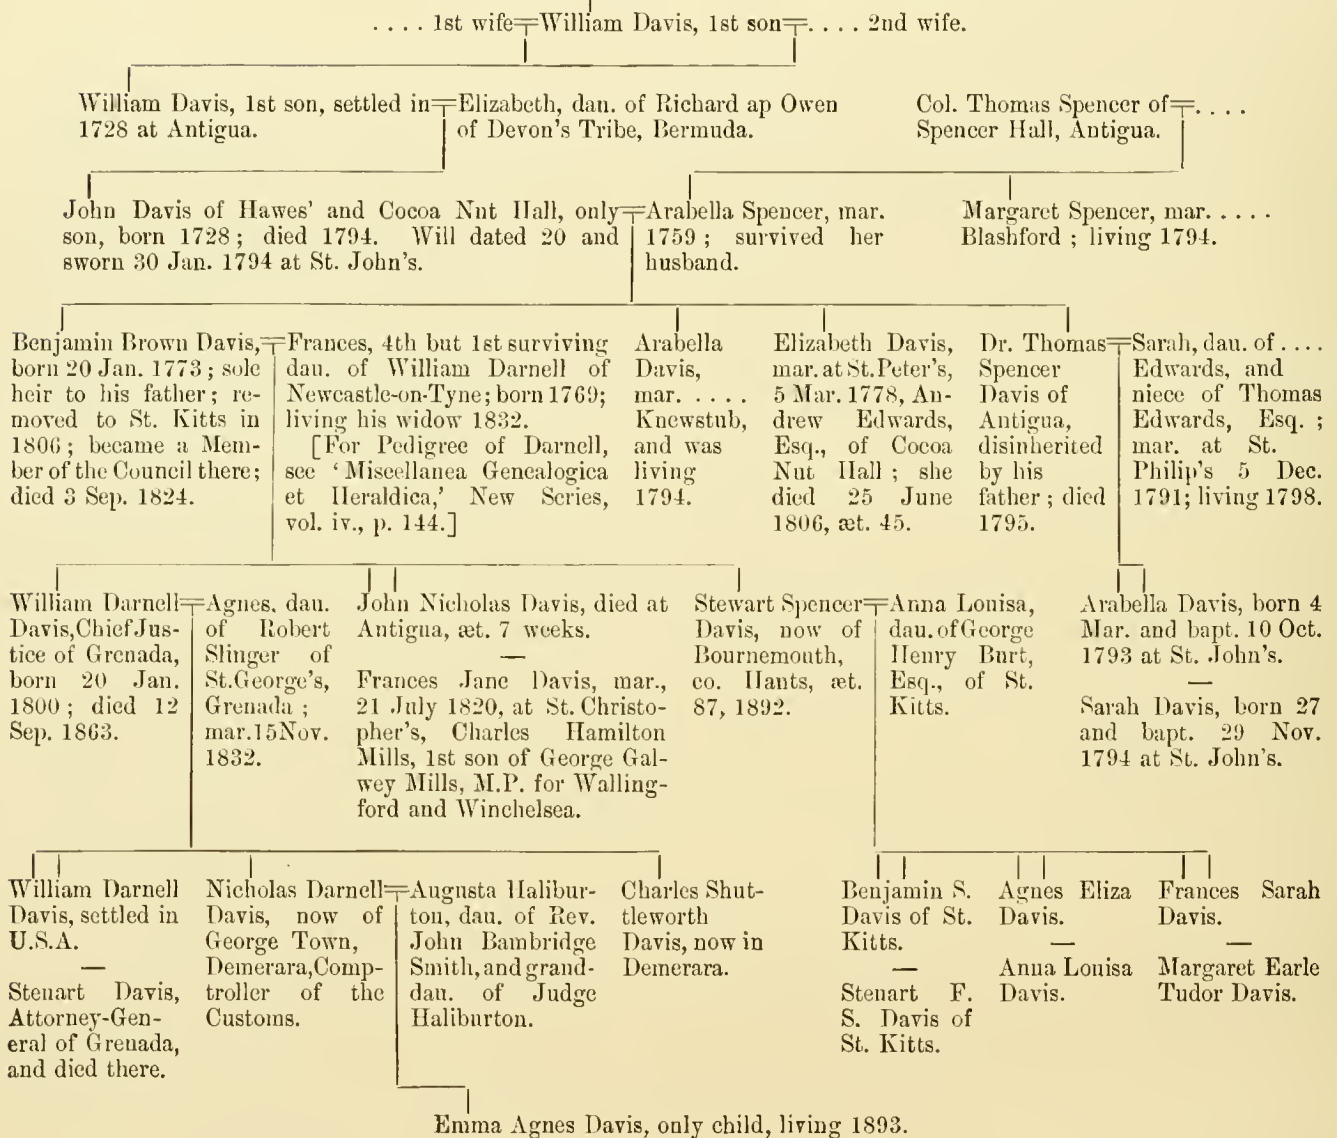 . . . . 1st wife╤William Davis, 1st son╤. . . . 2nd wife.
William Davis, 1st son, settled in╤Elizabeth, dau. of Richard ap Owen
1728 at Antigua.
of Devon's Tribe, Bermuda.
Col. Thomas Spencer of╤. . . .
Spencer Hall, Antigua.
John Davis of Hawes' and Cocoa Nut Hall, only╤Arabella Spencer, mar.
son, born 1728 ; died 1794. Will dated 20 and
sworn 30 Jan. 1794 at St. John's.
1759 ; survived her
husband.
Margaret Spencer, mar. . . . .
Blashford ; living 1794.
Benjamin Brown Davis,╤
born 20 Jan. 1773 ; sole
heir to his father ; re-
moved to St. Kitts in
1806 ; became a Mem-
ber of the Council there;
died 3 Sep. 1824.
Frances, 4th but 1st surviving
dau. of William Darnell of
Newcastle-on-Tyne; born 1769;
living his widow 1832.
[For Pedigree of Darnell,
see ‘ Miscellanea Genealogica
et Heraldica,’ New Series,
vol. iv., p. 144.]
Arabella
Davis,
mar. . . . .
Knewstub,
and was
living
1794.
Elizabeth Davis,
mar. at St. Peter's,
5 Mar. 1778, An-
drew Edwards,
Esq., of Cocoa
Nut Hall ; she
died 25 June
1806, æt. 45.
Dr. Thomas╤
Spencer
Davis of
Antigua,
disinherited
by his
father ; died
1795.
Sarah, dau. of . . . .
Edwards, and
niece of Thomas
Edwards, Esq. ;
mar. at St.
Philip's 5 Dec.
1791; living 1798.
William Darnell╤
Davis, Chief Jus-
tice of Grenada,
born 20 Jan.
1800 ; died 12
Sep. 1863.
Agnes, dau.
of Robert
Slinger of
St. George's,
Grenada ;
mar. 15 Nov.
1832.
John Nicholas Davis, died at
Antigua, æt. 7 weeks.
—
Frances Jane Davis, mar.,
21 July 1820, at St. Christo-
pher's, Charles Hamilton
Mills, 1st son of George Gal-
wey Mills, M.P. for Walling-
ford and Winchelsea.
Stewart Spencer╤
Davis, now of
Bournemouth,
co. Hants, æt.
87, 1892.
Anna Louisa,
dau. of George
Henry Burt,
Esq., of St.
Kitts.
Arabella Davis, born 4
Mar. and bapt. 10 Oct.
1793 at St. John's.
—
Sarah Davis, born 27
and bapt. 29 Nov.
1794 at St. John's.
William Darnell
Davis, settled in
U.S.A.
—
Steuart Davis,
Attorney-Gen-
eral of Grenada,
and died there.
Nicholas Darnell╤
Davis, now of
George Town,
Demerara, Comp-
troller of the
Customs.
Augusta Halibur-
ton, dau. of Rev.
John Bambridge
Smith, and grand-
dau. of Judge
Haliburton.
Charles Shut-
tleworth
Davis, now in
Demerara.
Benjamin S.
Davis of St.
Kitts.
—
Steuart F.
S. Davis of
St. Kitts.
Agnes Eliza
Davis.
—
Anna Louisa
Davis.
Frances Sarah
Davis.
—
Margaret Earle
Tudor Davis.
Emma Agnes Davis, only child, living 1893.